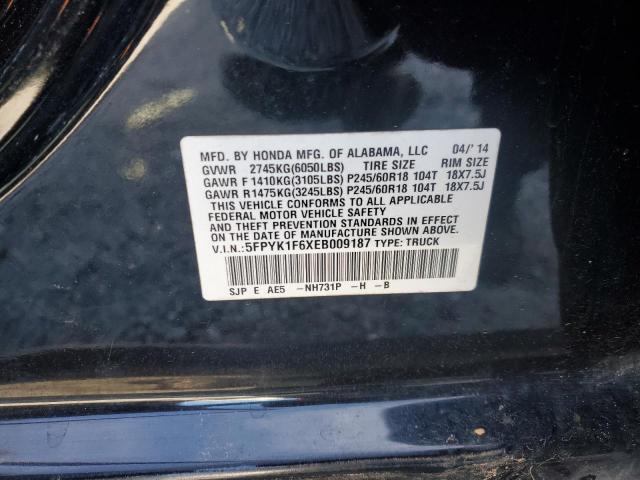 MFD. BY HONDA MFG. OF ALABAMA, LLC 04/'14
GVWR 2745KG(6050LBS) TIRE SIZE RIM SIZE
GAWR F 1410KG(3105LBS) P245/60R18 104T 18X7.5J
GAWR R1475KG(3245LBS) P245/60R18 104T 18X7.5J
THIS VEHICLE CONFORMS TO ALL APPLICABLE
FEDERAL MOTOR VEHICLE SAFETY
AND THEFT PREVENTION STANDARDS IN EFFECT
ON THE DATE OF MANUFACTURE SHOWN ABOVE.
V.I.N.: 5FPYK1F6XEB009187 TYPE: TRUCK
SJP E AE5 -NH731P -H -B